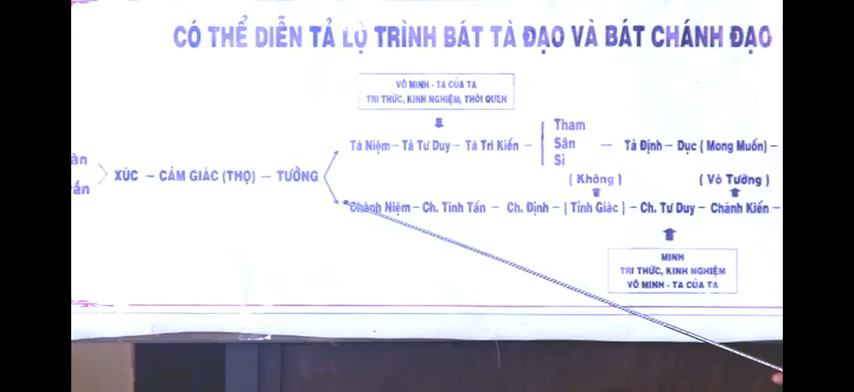 CÓ THỂ DIỄN TẢ LỘ TRÌNH BÁT TÀ ĐẠO VÀ BÁT CHÁNH ĐẠO
VÔ MINH - TA CỦA TA
TRI THỨC, KINH NGHIỆM, THÓI QUEN
Tham
Tà Niệm – Tà Tư Duy – Tà Tri Kiến – Sân – Tà Định – Dục ( Mong Muốn) –
Si
XÚC – CẢM GIÁC (THỌ) – TƯỞNG
( Không ) ( Vô Tướng )
Chánh Niệm – Ch. Tinh Tấn – Ch. Định – ( Tỉnh Giác ) – Ch. Tư Duy – Chánh Kiến –
MINH
TRI THỨC, KINH NGHIỆM
VÔ MINH - TA CỦA TA